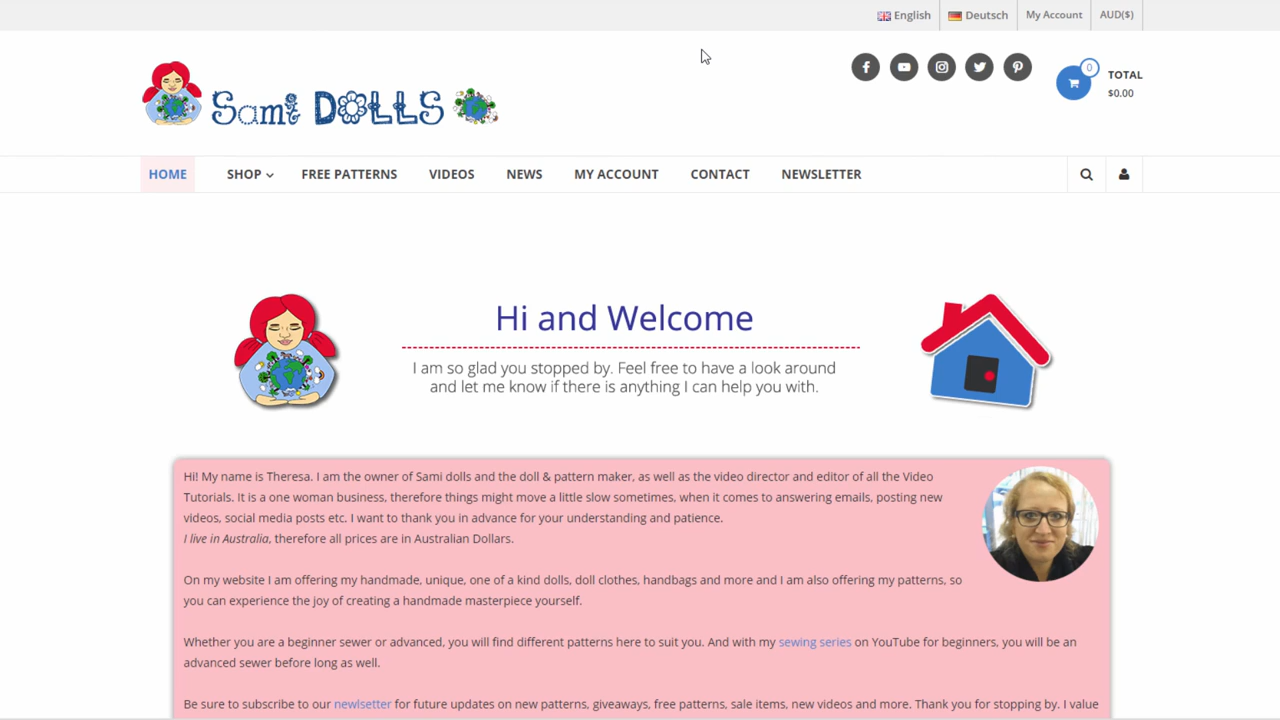 English Deutsch My Account AUD($)
Sami DOLLS
0
TOTAL
$0.00
HOME SHOP FREE PATTERNS VIDEOS NEWS MY ACCOUNT CONTACT NEWSLETTER
Hi and Welcome
I am so glad you stopped by. Feel free to have a look around
and let me know if there is anything I can help you with.
Hi! My name is Theresa. I am the owner of Sami dolls and the doll & pattern maker, as well as the video director and editor of all the Video
Tutorials. It is a one woman business, therefore things might move a little slow sometimes, when it comes to answering emails, posting new
videos, social media posts etc. I want to thank you in advance for your understanding and patience.
I live in Australia, therefore all prices are in Australian Dollars.
On my website I am offering my handmade, unique, one of a kind dolls, doll clothes, handbags and more and I am also offering my patterns, so
you can experience the joy of creating a handmade masterpiece yourself.
Whether you are a beginner sewer or advanced, you will find different patterns here to suit you. And with my sewing series on YouTube for beginners, you will be an
advanced sewer before long as well.
Be sure to subscribe to our newlsetter for future updates on new patterns, giveaways, free patterns, sale items, new videos and more. Thank you for stopping by. I value